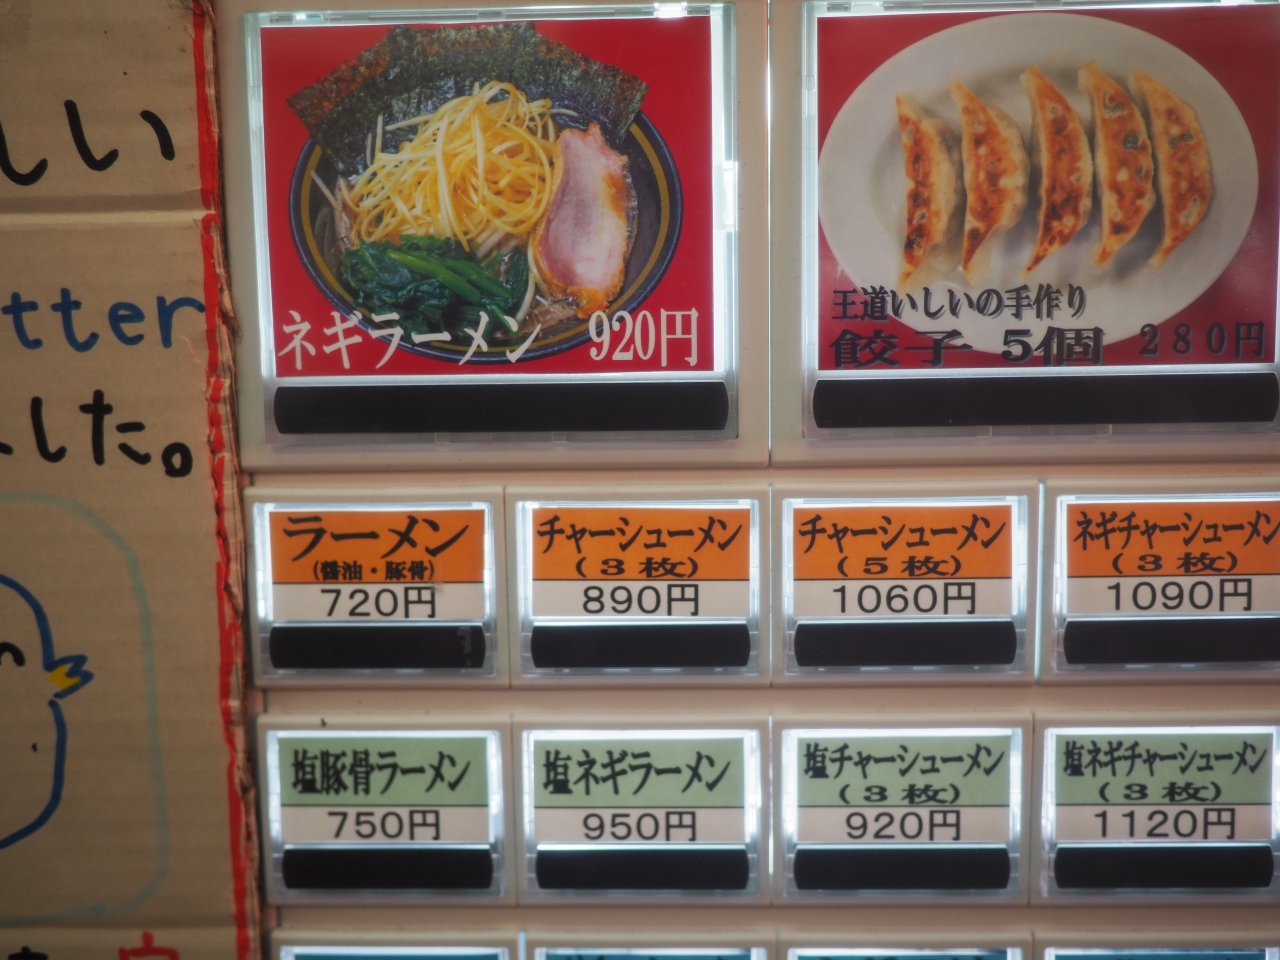 しい
tter
した。
ネギラーメン 920円
王道いしいの手作り
餃子 5個 280円
ラーメン
(醤油・豚骨)
720円
チャーシューメン
(3枚)
890円
チャーシューメン
(5枚)
1060円
ネギチャーシューメン
(3枚)
1090円
塩豚骨ラーメン
750円
塩ネギラーメン
950円
塩チャーシューメン
(3枚)
920円
塩ネギチャーシューメン
(3枚)
1120円